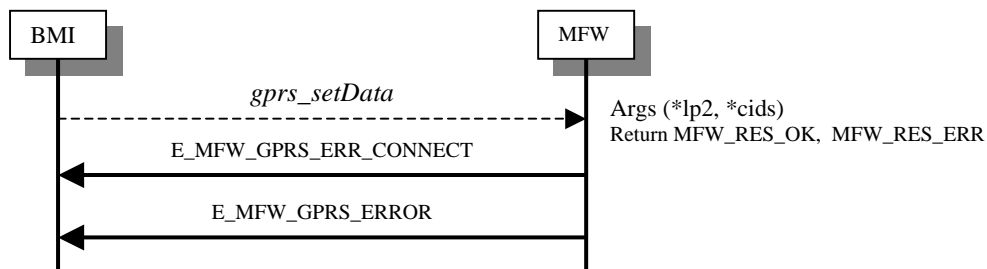 BMI
MFW
gprs_setData
Args (*lp2, *cids)
Return MFW_RES_OK, MFW_RES_ERR
E_MFW_GPRS_ERR_CONNECT
E_MFW_GPRS_ERROR